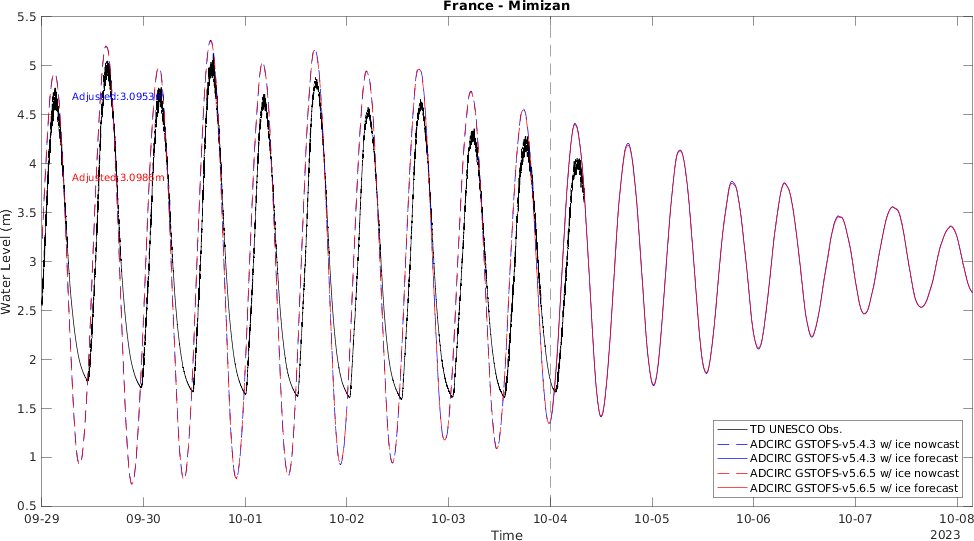 France - Mimizan
5.5
5
4.5
4
3.5
3
2.5
2
1.5
1
0.5
Water Level (m)
Adjusted:3.0953m
Adjusted:3.0986m
TD UNESCO Obs.
ADCIRC GSTOFS-v5.4.3 w/ ice nowcast
ADCIRC GSTOFS-v5.4.3 w/ ice forecast
ADCIRC GSTOFS-v5.6.5 w/ ice nowcast
ADCIRC GSTOFS-v5.6.5 w/ ice forecast
09-29 09-30 10-01 10-02 10-03 10-04 10-05 10-06 10-07 10-08
2023
Time